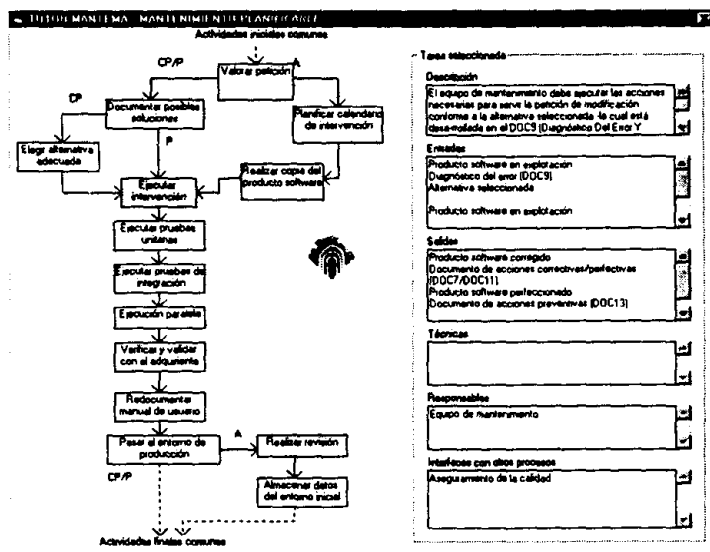 TUTOR MANTEMA - MANTENIMIENTO PLANIFICABLE
Actividades iniciales comunes
CP/P
Valorar petición
A
CP
Documentar posibles
soluciones
Planificar calendario
de intervención
P
Elegir alternativa
adecuada
Realizar copia del
producto software
Ejecutar
intervención
Ejecutar pruebas
unitarias
Ejecutar pruebas de
integración
Ejecución paralela
Verificar y validar
con el adquiriente
Redocumentar
manual de usuario
Pasar al entorno de
producción
A
Realizar revisión
CP/P
Almacenar datos
del entorno inicial
Actividades finales comunes
Tarea seleccionada
Descripción
El equipo de mantenimiento debe ejecutar las acciones
necesarias para servir la petición de modificación
conforme a la alternativa seleccionada la cual está
desarrollada en el DOC9 (Diagnóstico Del Error Y
Entradas
Producto software en explotación
Diagnóstico del error (DOC9)
Alternativa seleccionada
Producto software en explotación
Salidas
Producto software corregido
Documento de acciones correctivas/perfectivas
(DOC7/DOC11)
Producto software perfeccionado
Documento de acciones preventivas (DOC13)
Técnicas
Responsables
Equipo de mantenimiento
Interfaces con otros procesos
Aseguramiento de la calidad